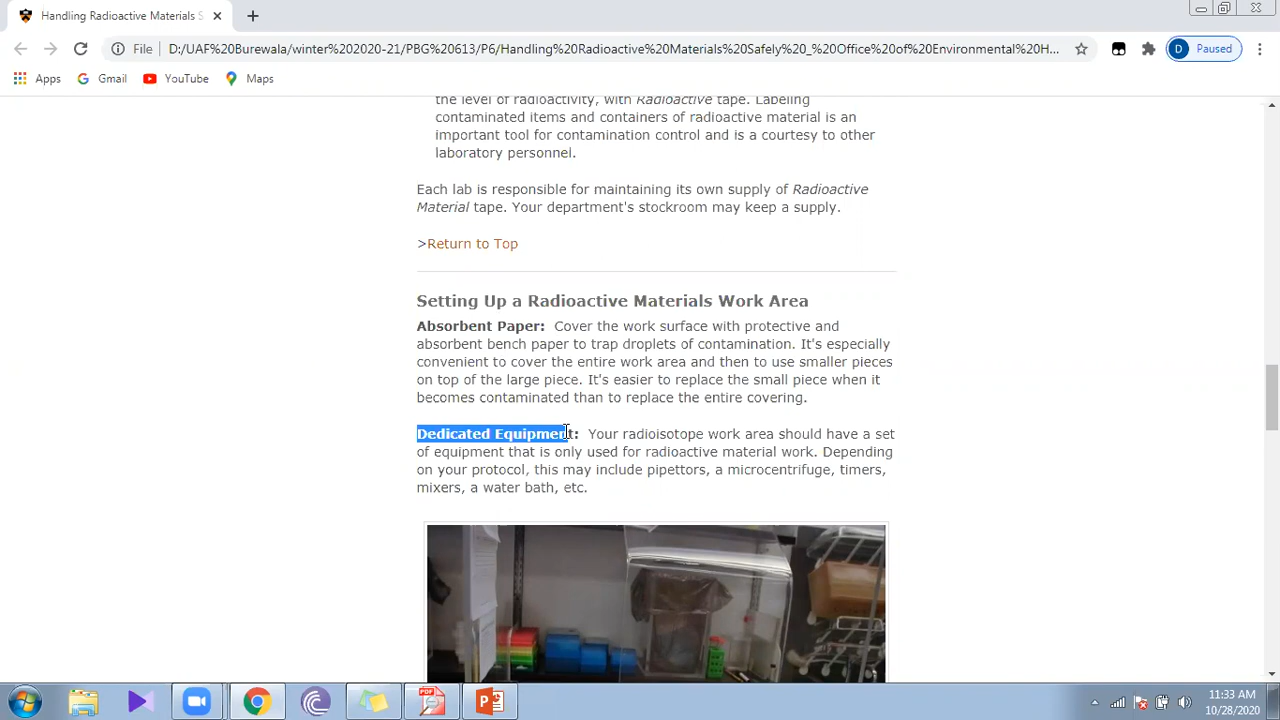 Handling Radioactive Materials S
File
D:/UAF%20Burewala/winter%202020-21/PBG%20613/P6/Handling%20Radioactive%20Materials%20Safely%20_%20Office%20of%20Environmental%20H...
D Paused
Apps Gmail YouTube Maps
the level of radioactivity, with Radioactive tape. Labeling
contaminated items and containers of radioactive material is an
important tool for contamination control and is a courtesy to other
laboratory personnel.
Each lab is responsible for maintaining its own supply of Radioactive
Material tape. Your department's stockroom may keep a supply.
>Return to Top
Setting Up a Radioactive Materials Work Area
Absorbent Paper: Cover the work surface with protective and
absorbent bench paper to trap droplets of contamination. It's especially
convenient to cover the entire work area and then to use smaller pieces
on top of the large piece. It's easier to replace the small piece when it
becomes contaminated than to replace the entire covering.
Dedicated Equipment: Your radioisotope work area should have a set
of equipment that is only used for radioactive material work. Depending
on your protocol, this may include pipettors, a microcentrifuge, timers,
mixers, a water bath, etc.
11:33 AM
10/28/2020